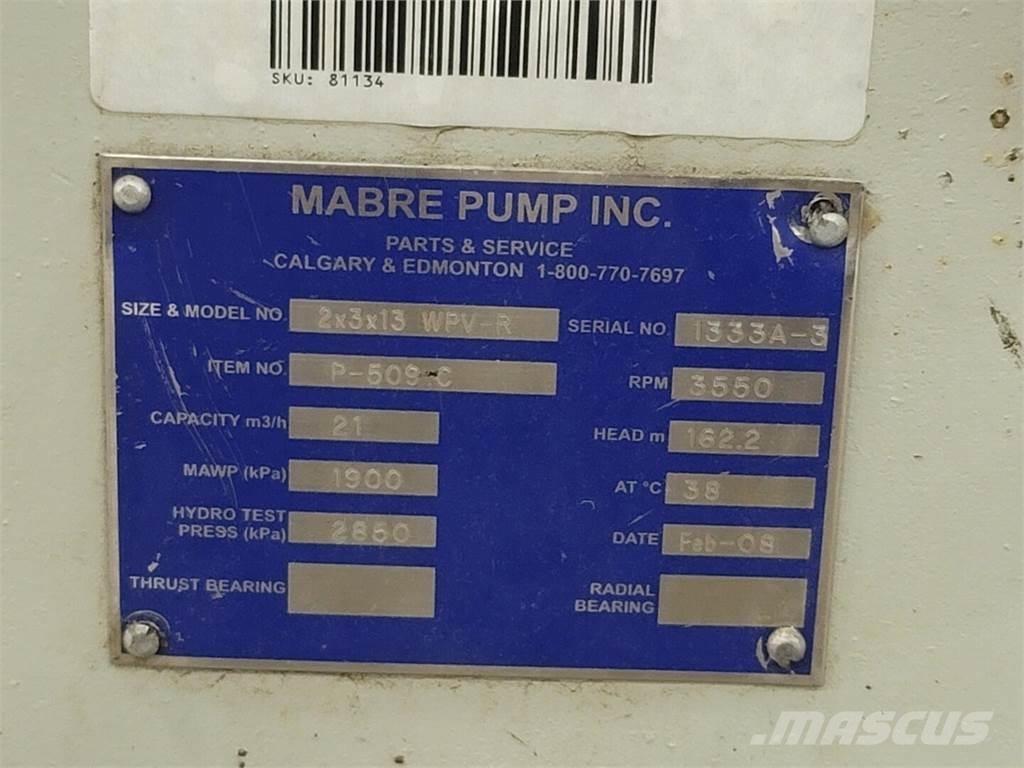 SKU: 81134
MABRE PUMP INC.
PARTS & SERVICE
CALGARY & EDMONTON 1-800-770-7697
SIZE & MODEL NO. 2x3x13 WPV-R
SERIAL NO. 1333A-3
ITEM NO. P-509-C
RPM 3550
CAPACITY m3/h 21
HEAD m 162.2
MAWP (kPa) 1900
AT °C 38
HYDRO TEST
PRESS (kPa) 2850
DATE Feb-08
THRUST BEARING
RADIAL
BEARING
MASCUS